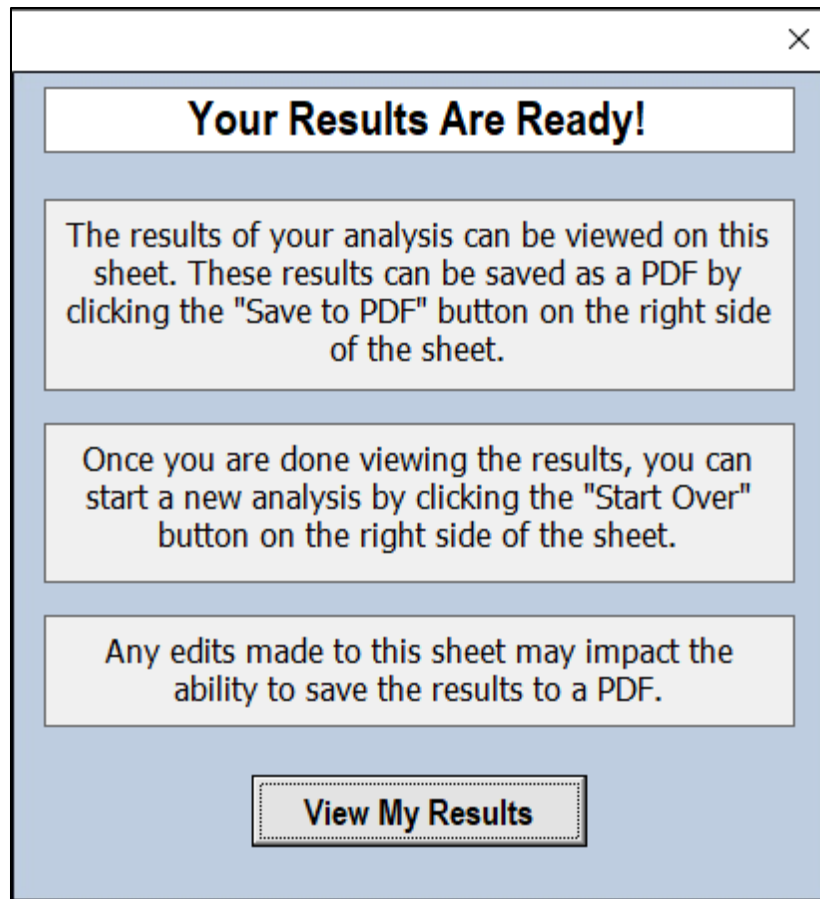 Your Results Are Ready!
The results of your analysis can be viewed on this
sheet. These results can be saved as a PDF by
clicking the "Save to PDF" button on the right side
of the sheet.
Once you are done viewing the results, you can
start a new analysis by clicking the "Start Over"
button on the right side of the sheet.
Any edits made to this sheet may impact the
ability to save the results to a PDF.
View My Results